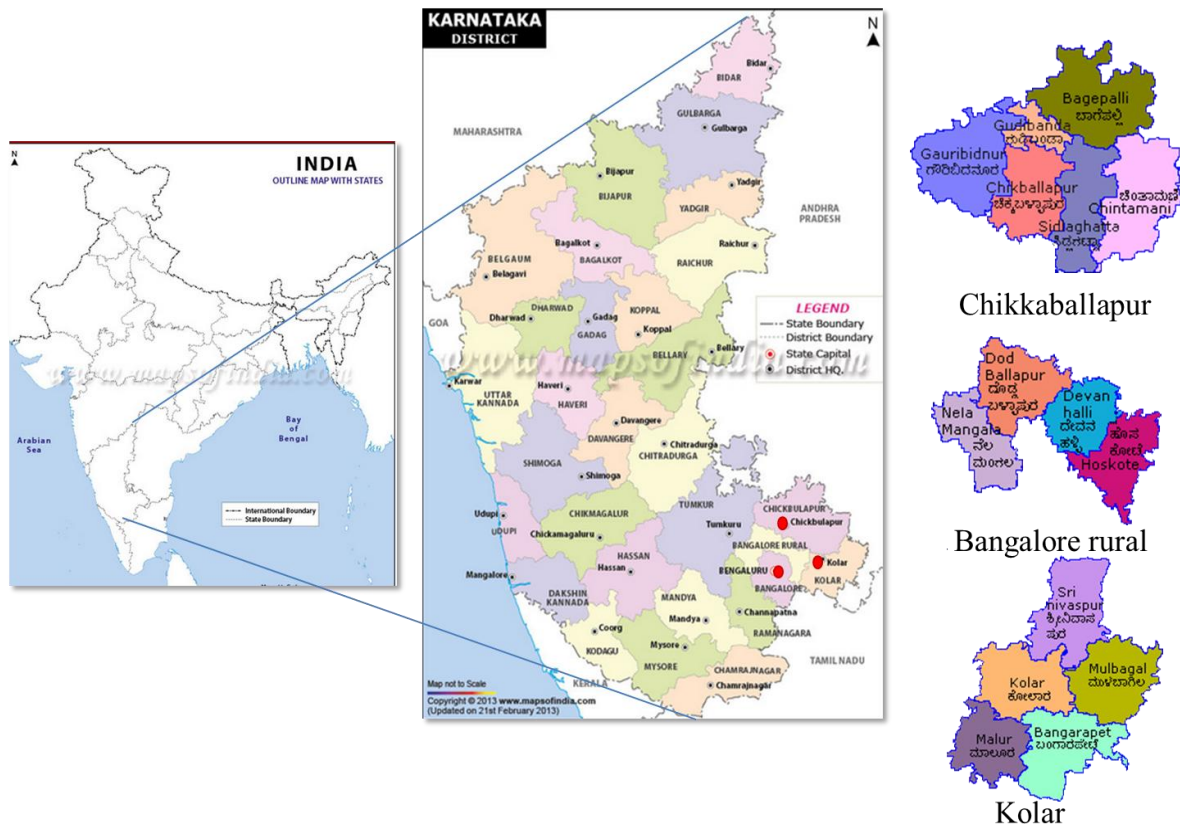 N
INDIA
OUTLINE MAP WITH STATES
www.mapsofindia.com
Arabian
Sea
Bay
of
Bengal
International Boundary
State Boundary
KARNATAKA
DISTRICT
N
Bidar
BIDAR
GULBARGA
Gulbarga
MAHARASHTRA
Bijapur
BIJAPUR
Yadgir
YADGIR
ANDHRA
PRADESH
Bagalkot
BAGALKOT
Raichur
RAICHUR
BELGAUM
Belagavi
DHARWAD
Dharwad
Gadag
GADAG
KOPPAL
Koppal
GOA
BELLARY
Bellary
www.mapsofindia.com
LEGEND
State Boundary
District Boundary
State Capital
District HQ.
Karwar
UTTAR
KANNADA
Haveri
HAVERI
Davangere
DAVANGERE
Chitradurga
CHITRADURGA
SHIMOGA
Shimoga
TUMKUR
Tumkuru
CHICKBULAPUR
Chickbulapur
Udupi
UDUPI
CHIKMAGALUR
Chickamagaluru
BANGALORE RURAL
HASSAN
Hassan
BENGALURU
BANGALORE
Kolar
KOLAR
Mangalore
DAKSHIN
KANNADA
MANDYA
Mandya
Channapatna
RAMANAGARA
Coorg
KODAGU
Mysore
MYSORE
TAMIL NADU
CHAMRAJNAGAR
Chamrajnagar
KERALA
Map not to Scale
Copyright © 2013 www.mapsofindia.com
(Updated on 21st February 2013)
Bagepalli
ಬಾಗೆಪಲ್ಲಿ
Gudibanda
ಗುಡಿಬಂಡಾ
Gauribidnur
ಗೌರಿಬಿದನೂರ
Chikballapur
ಚಿಕ್ಕಬಳ್ಳಾಪುರ
Sidlaghatta
ಚಿಂತಾಮಣಿ
Chintamani
Chikkaballapur
Dod
Ballapur
ದೊಡ್ಡ
ಬಳ್ಳಾಪುರ
Devan
halli
ದೇವನ
ಹಳ್ಳಿ
Nela
Mangala
ನೆಲ
ಮಂಗಲ
ಹೊಸ
ಕೋಟೆ
Hoskote
Bangalore rural
Sri
nivaspur
ಶ್ರೀನಿವಾಸ
ಪುರ
Kolar
ಕೋಲಾರ
Mulbagal
ಮುಳಬಾಗಿಲ
Malur
ಮಾಲೂರ
Bangarapet
ಬಂಗಾರಪೇಟೆ
Kolar